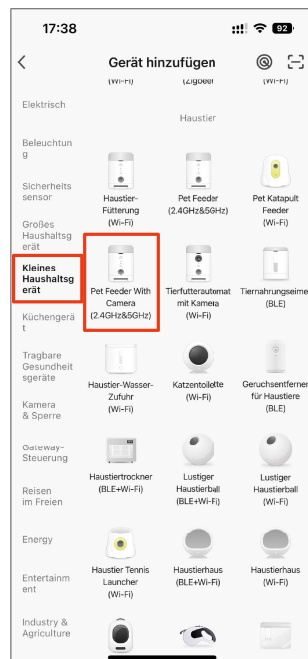 17:38
92
Gerät hinzufügen
(Wi-Fi)
(Zigbee)
(Wi-Fi)
Elektrisch
Beleuchtun
g
Sicherheits
sensor
Großes
Haushaltsg
erät
Kleines
Haushaltsg
erät
Küchengerä
t
Tragbare
Gesundheit
sgeräte
Kamera
& Sperre
Gateway-
Steuerung
Reisen
im Freien
Energy
Entertainm
ent
Industry &
Agriculture
Haustier
Haustier-
Fütterung
(Wi-Fi)
Pet Feeder
(2.4GHz&5GHz)
Pet Katapult
Feeder
(Wi-Fi)
Pet Feeder With
Camera
(2.4GHz&5GHz)
Tierfutterautomat
mit Kamera
(Wi-Fi)
Tiernahrungseime
(BLE)
Haustier-Wasser-
Zufuhr
(Wi-Fi)
Katzentoilette
(Wi-Fi)
Geruchsentferner
für Haustiere
(BLE)
Haustiertrockner
(BLE+Wi-Fi)
Lustiger
Haustierball
(BLE+Wi-Fi)
Lustiger
Haustierball
(Wi-Fi)
Haustier Tennis
Launcher
(Wi-Fi)
Haustierhaus
(BLE+Wi-Fi)
Haustierhaus
(Wi-Fi)